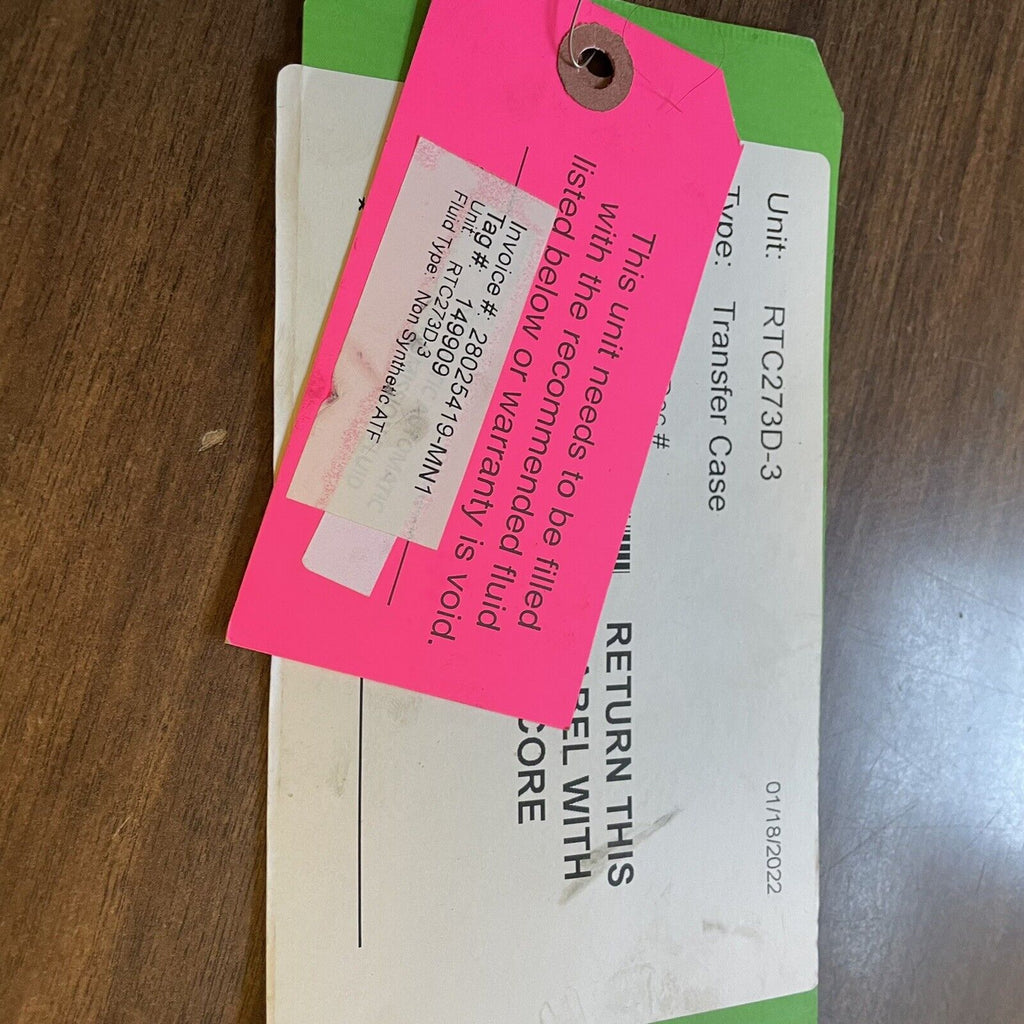 This unit needs to be filled
with the recommended fluid
listed below or warranty is void.
Invoice #: 28025419-MN1
Tag #: 149909
Unit: RTC273D-3
Fluid Type: Non Synthetic ATF
Unit: RTC273D-3
01/18/2022
Type: Transfer Case
#
RETURN THIS
WITH
CORE